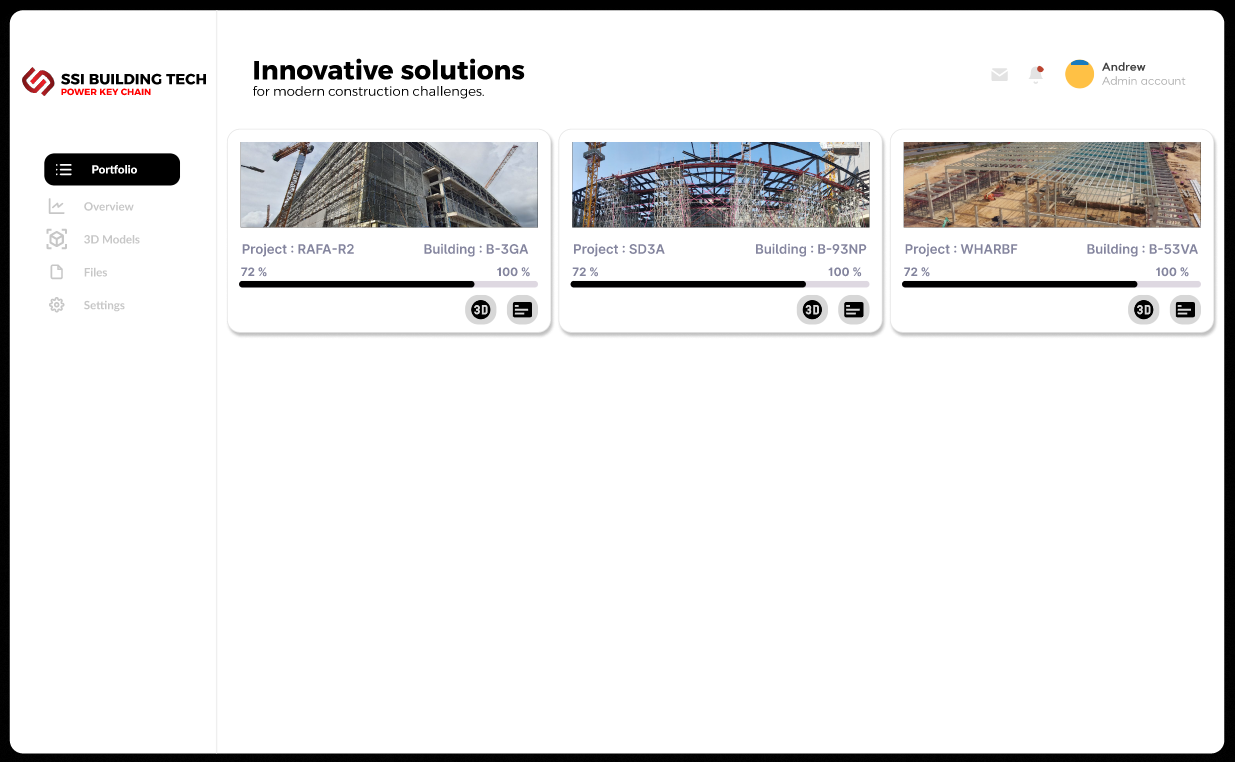 SSI BUILDING TECH
POWER KEY CHAIN
Innovative solutions
for modern construction challenges.
Andrew
Admin account
Portfolio
Overview
3D Models
Files
Settings
Project : RAFA-R2 Building : B-3GA
72 % 100 %
3D
Project : SD3A Building : B-93NP
72 % 100 %
3D
Project : WHARBF Building : B-53VA
72 % 100 %
3D